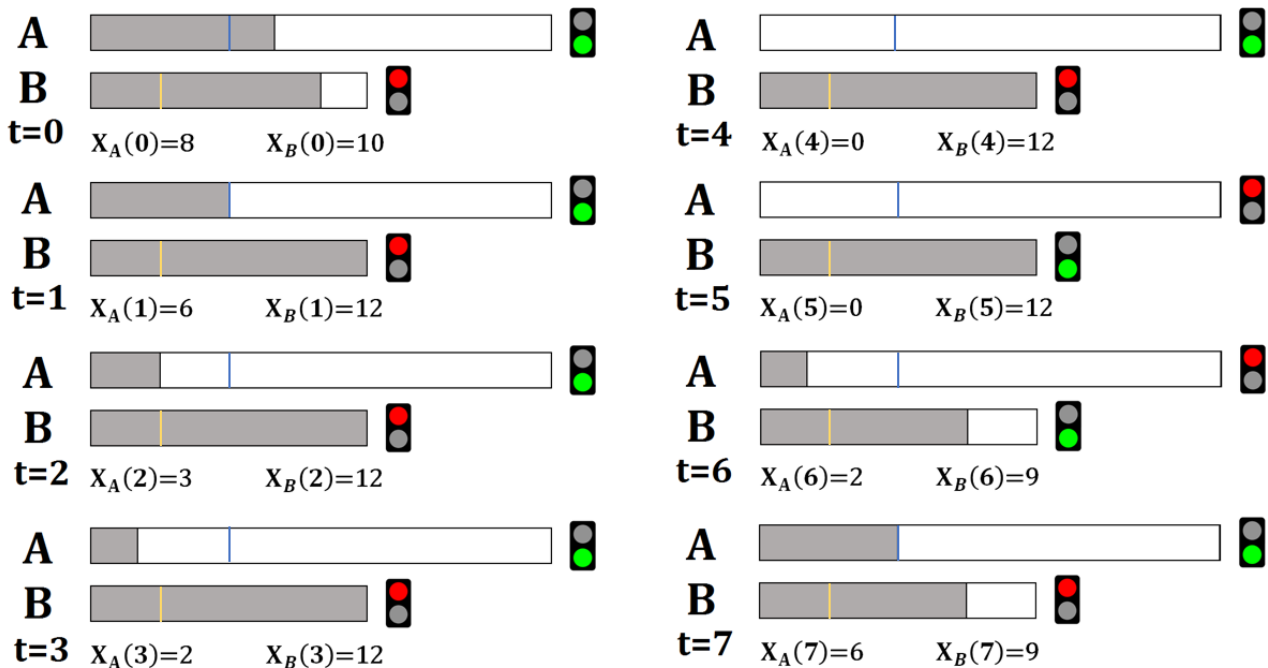 A
B
t=0
X_A(0)=8 X_B(0)=10
A
B
t=1
X_A(1)=6 X_B(1)=12
A
B
t=2
X_A(2)=3 X_B(2)=12
A
B
t=3
X_A(3)=2 X_B(3)=12
A
B
t=4
X_A(4)=0 X_B(4)=12
A
B
t=5
X_A(5)=0 X_B(5)=12
A
B
t=6
X_A(6)=2 X_B(6)=9
A
B
t=7
X_A(7)=6 X_B(7)=9